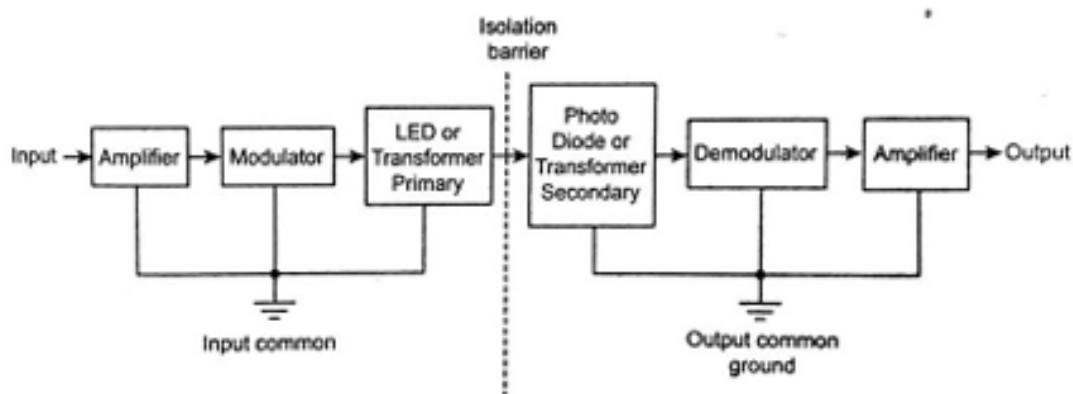 Isolation
barrier
Input
Amplifier
Modulator
LED or
Transformer
Primary
Photo
Diode or
Transformer
Secondary
Demodulator
Amplifier
Output
Input common
Output common
ground